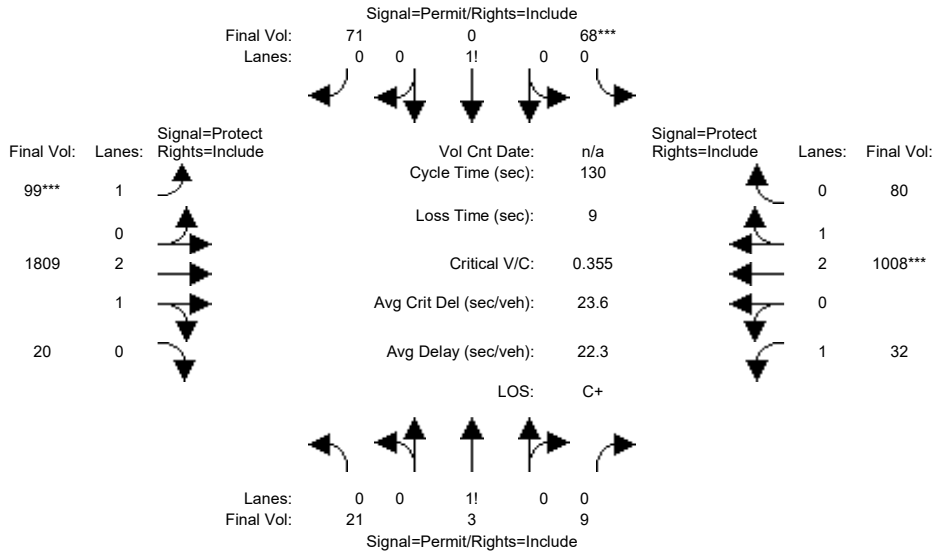 Signal=Permit/Rights=Include
Final Vol: 71 0 68***
Lanes: 0 0 1! 0 0
Signal=Protect Signal=Protect
Final Vol: Lanes: Rights=Include Vol Cnt Date: n/a Rights=Include Lanes: Final Vol:
Cycle Time (sec): 130
99*** 1 0 80
Loss Time (sec): 9
0 1
1809 2 Critical V/C: 0.355 2 1008***
1 Avg Crit Del (sec/veh): 23.6 0
20 0 Avg Delay (sec/veh): 22.3 1 32
LOS: C+
Lanes: 0 0 1! 0 0
Final Vol: 21 3 9
Signal=Permit/Rights=Include